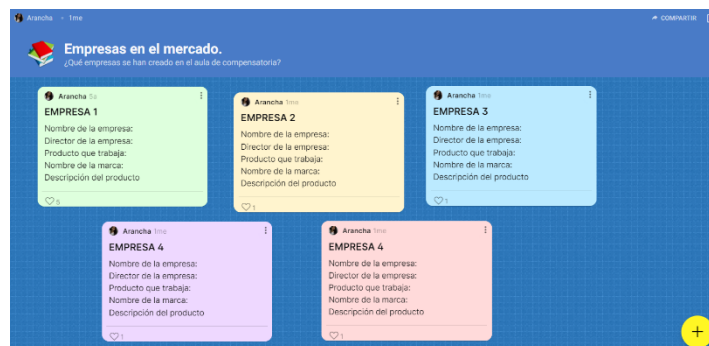 Arancha • 1me
COMPARTIR
Empresas en el mercado.
¿Qué empresas se han creado en el aula de compensatoria?
Arancha 5s
EMPRESA 1
Nombre de la empresa:
Director de la empresa:
Producto que trabaja:
Nombre de la marca:
Descripción del producto
5
Arancha 1me
EMPRESA 2
Nombre de la empresa:
Director de la empresa:
Producto que trabaja:
Nombre de la marca:
Descripción del producto
1
Arancha 1me
EMPRESA 3
Nombre de la empresa:
Director de la empresa:
Producto que trabaja:
Nombre de la marca:
Descripción del producto
1
Arancha 1me
EMPRESA 4
Nombre de la empresa:
Director de la empresa:
Producto que trabaja:
Nombre de la marca:
Descripción del producto
1
Arancha 1me
EMPRESA 4
Nombre de la empresa:
Director de la empresa:
Producto que trabaja:
Nombre de la marca:
Descripción del producto
1